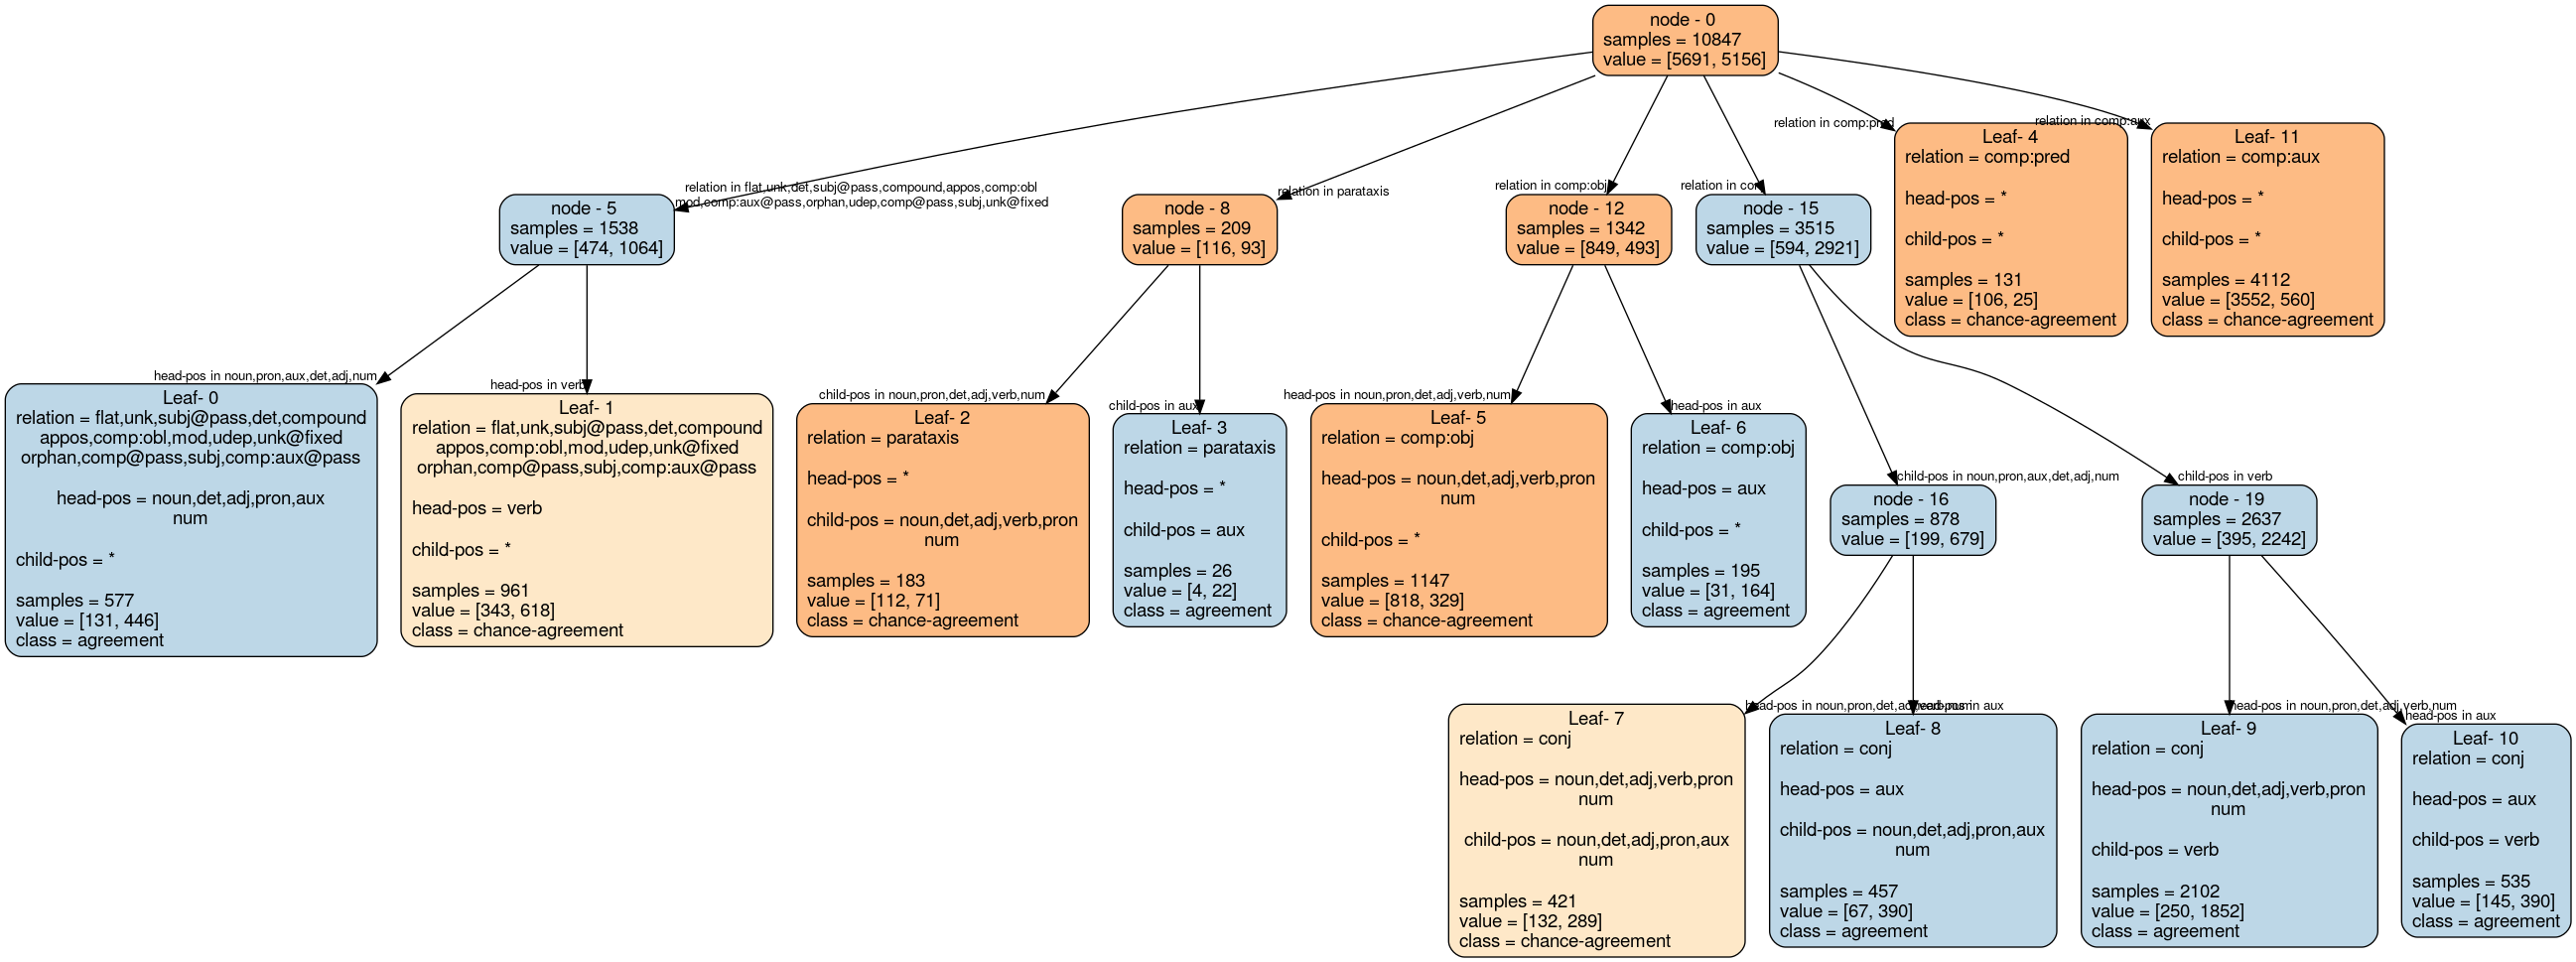 node - 0
samples = 10847
value = [5691, 5156]
relation in flat,unk,det,subj@pass,compound,appos,comp:obl
mod,comp:aux@pass,orphan,udep,comp@pass,subj,unk@fixed
relation in parataxis
relation in comp:obj
relation in conj
relation in comp:pred
relation in comp:aux
node - 5
samples = 1538
value = [474, 1064]
node - 8
samples = 209
value = [116, 93]
node - 12
samples = 1342
value = [849, 493]
node - 15
samples = 3515
value = [594, 2921]
Leaf- 4
relation = comp:pred
head-pos = *
child-pos = *
samples = 131
value = [106, 25]
class = chance-agreement
Leaf- 11
relation = comp:aux
head-pos = *
child-pos = *
samples = 4112
value = [3552, 560]
class = chance-agreement
head-pos in noun,pron,aux,det,adj,num
head-pos in verb
child-pos in noun,pron,det,adj,verb,num
child-pos in aux
head-pos in noun,pron,det,adj,verb,num
head-pos in aux
child-pos in noun,pron,aux,det,adj,num
child-pos in verb
Leaf- 0
relation = flat,unk,subj@pass,det,compound
appos,comp:obl,mod,udep,unk@fixed
orphan,comp@pass,subj,comp:aux@pass
head-pos = noun,det,adj,pron,aux
num
child-pos = *
samples = 577
value = [131, 446]
class = agreement
Leaf- 1
relation = flat,unk,subj@pass,det,compound
appos,comp:obl,mod,udep,unk@fixed
orphan,comp@pass,subj,comp:aux@pass
head-pos = verb
child-pos = *
samples = 961
value = [343, 618]
class = chance-agreement
Leaf- 2
relation = parataxis
head-pos = *
child-pos = noun,det,adj,verb,pron
num
samples = 183
value = [112, 71]
class = chance-agreement
Leaf- 3
relation = parataxis
head-pos = *
child-pos = aux
samples = 26
value = [4, 22]
class = agreement
Leaf- 5
relation = comp:obj
head-pos = noun,det,adj,verb,pron
num
child-pos = *
samples = 1147
value = [818, 329]
class = chance-agreement
Leaf- 6
relation = comp:obj
head-pos = aux
child-pos = *
samples = 195
value = [31, 164]
class = agreement
node - 16
samples = 878
value = [199, 679]
node - 19
samples = 2637
value = [395, 2242]
head-pos in noun,pron,det,adj,verb,num
head-pos in aux
head-pos in noun,pron,det,adj,verb,num
head-pos in aux
Leaf- 7
relation = conj
head-pos = noun,det,adj,verb,pron
num
child-pos = noun,det,adj,pron,aux
num
samples = 421
value = [132, 289]
class = chance-agreement
Leaf- 8
relation = conj
head-pos = aux
child-pos = noun,det,adj,pron,aux
num
samples = 457
value = [67, 390]
class = agreement
Leaf- 9
relation = conj
head-pos = noun,det,adj,verb,pron
num
child-pos = verb
samples = 2102
value = [250, 1852]
class = agreement
Leaf- 10
relation = conj
head-pos = aux
child-pos = verb
samples = 535
value = [145, 390]
class = agreement